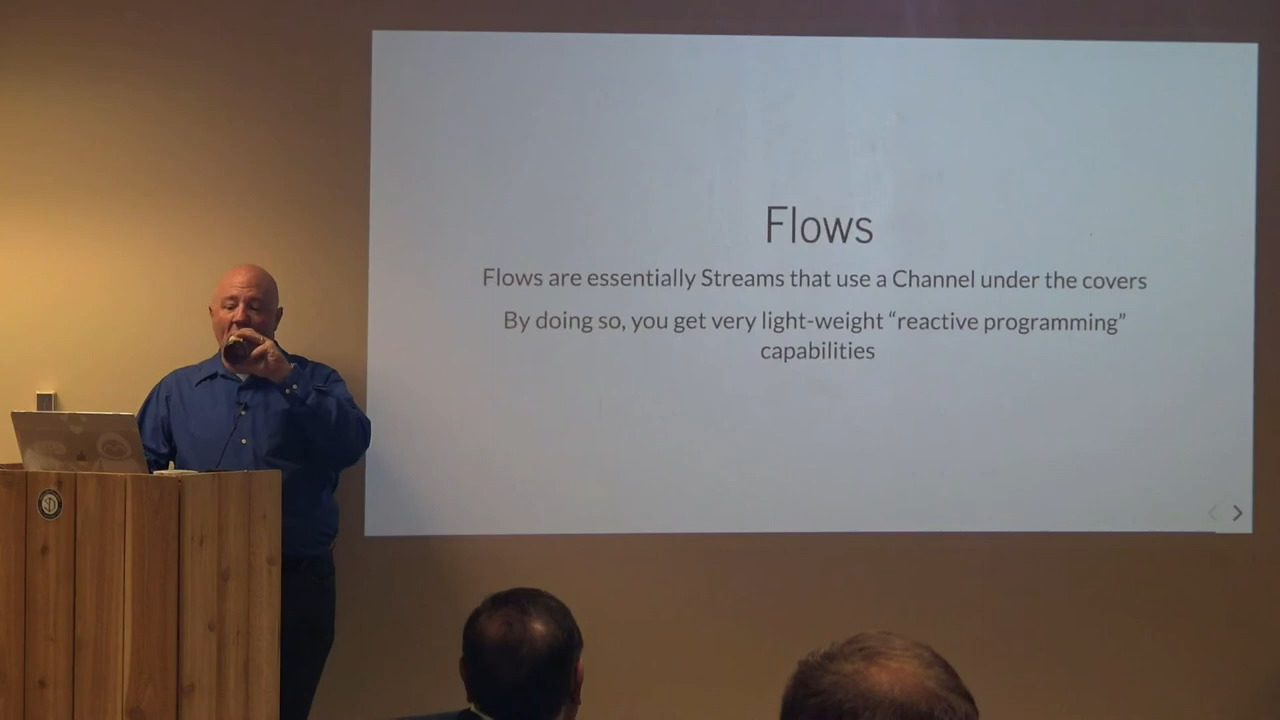 Flows
Flows are essentially Streams that use a Channel under the covers
By doing so, you get very light-weight “reactive programming”
capabilities